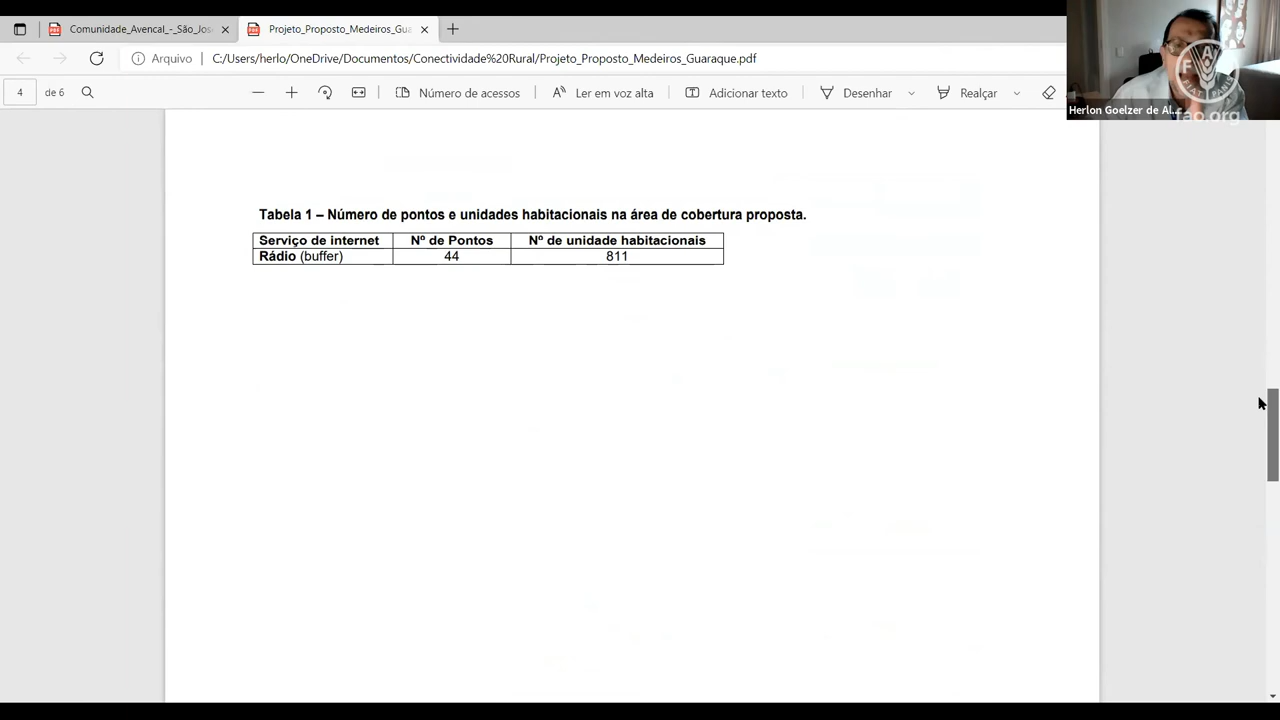 Comunidade_Avencal_-_São_Jos
Projeto_Proposto_Medeiros_Gua
Arquivo
C:/Users/herlo/OneDrive/Documentos/Conectividade%20Rural/Projeto_Proposto_Medeiros_Guaraque.pdf
4 de 6
Número de acessos
Ler em voz alta
Adicionar texto
Desenhar
Realçar
Herlon Goelzer de Al...
FAO
FIAT PANIS
fao.org
Tabela 1 – Número de pontos e unidades habitacionais na área de cobertura proposta.
Serviço de internet Nº de Pontos Nº de unidade habitacionais
Rádio (buffer) 44 811